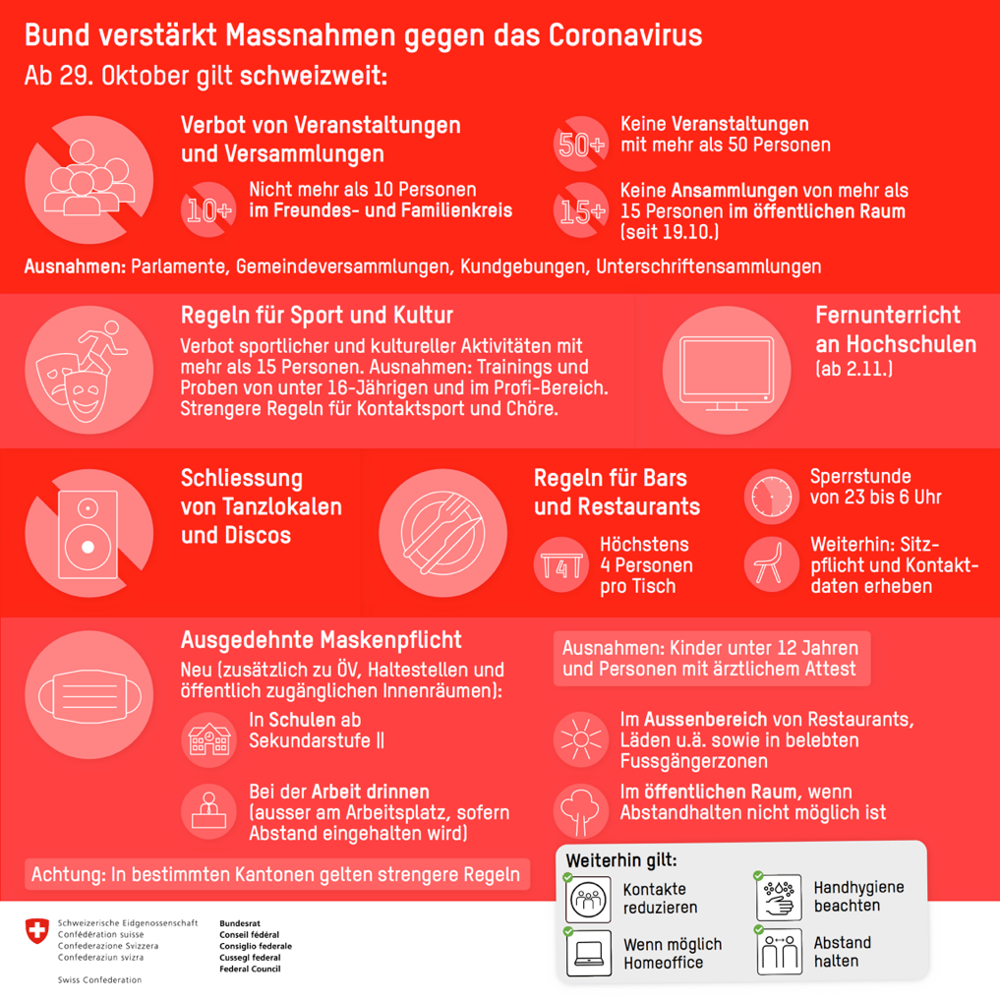 Bund verstärkt Massnahmen gegen das Coronavirus
Ab 29. Oktober gilt schweizweit:
Verbot von Veranstaltungen
und Versammlungen
10+
Nicht mehr als 10 Personen
im Freundes- und Familienkreis
50+
Keine Veranstaltungen
mit mehr als 50 Personen
15+
Keine Ansammlungen von mehr als
15 Personen im öffentlichen Raum
(seit 19.10.)
Ausnahmen: Parlamente, Gemeindeversammlungen, Kundgebungen, Unterschriftensammlungen
Regeln für Sport und Kultur
Verbot sportlicher und kultureller Aktivitäten mit
mehr als 15 Personen. Ausnahmen: Trainings und
Proben von unter 16-Jährigen und im Profi-Bereich.
Strengere Regeln für Kontaktsport und Chöre.
Fernunterricht
an Hochschulen
(ab 2.11.)
Schliessung
von Tanzlokalen
und Discos
Regeln für Bars
und Restaurants
4
Höchstens
4 Personen
pro Tisch
Sperrstunde
von 23 bis 6 Uhr
Weiterhin: Sitz-
pflicht und Kontakt-
daten erheben
Ausgedehnte Maskenpflicht
Neu (zusätzlich zu ÖV, Haltestellen und
öffentlich zugänglichen Innenräumen):
In Schulen ab
Sekundarstufe II
Bei der Arbeit drinnen
(ausser am Arbeitsplatz, sofern
Abstand eingehalten wird)
Ausnahmen: Kinder unter 12 Jahren
und Personen mit ärztlichem Attest
Im Aussenbereich von Restaurants,
Läden u.ä. sowie in belebten
Fussgängerzonen
Im öffentlichen Raum, wenn
Abstandhalten nicht möglich ist
Achtung: In bestimmten Kantonen gelten strengere Regeln
Weiterhin gilt:
Kontakte
reduzieren
Handhygiene
beachten
Wenn möglich
Homeoffice
Abstand
halten
Schweizerische Eidgenossenschaft
Confédération suisse
Confederazione Svizzera
Confederaziun svizra
Swiss Confederation
Bundesrat
Conseil fédéral
Consiglio federale
Cussegl federal
Federal Council